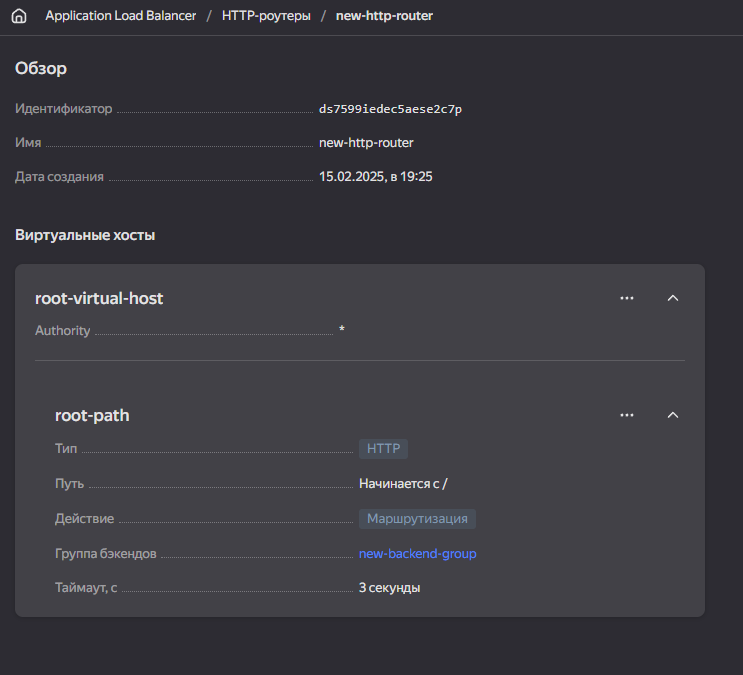 Application Load Balancer / HTTP-роутеры / new-http-router
Обзор
Идентификатор ds7599iedec5aese2c7p
Имя new-http-router
Дата создания 15.02.2025, в 19:25
Виртуальные хосты
root-virtual-host
Authority *
root-path
Тип HTTP
Путь Начинается с /
Действие Маршрутизация
Группа бэкендов new-backend-group
Таймаут, с 3 секунды